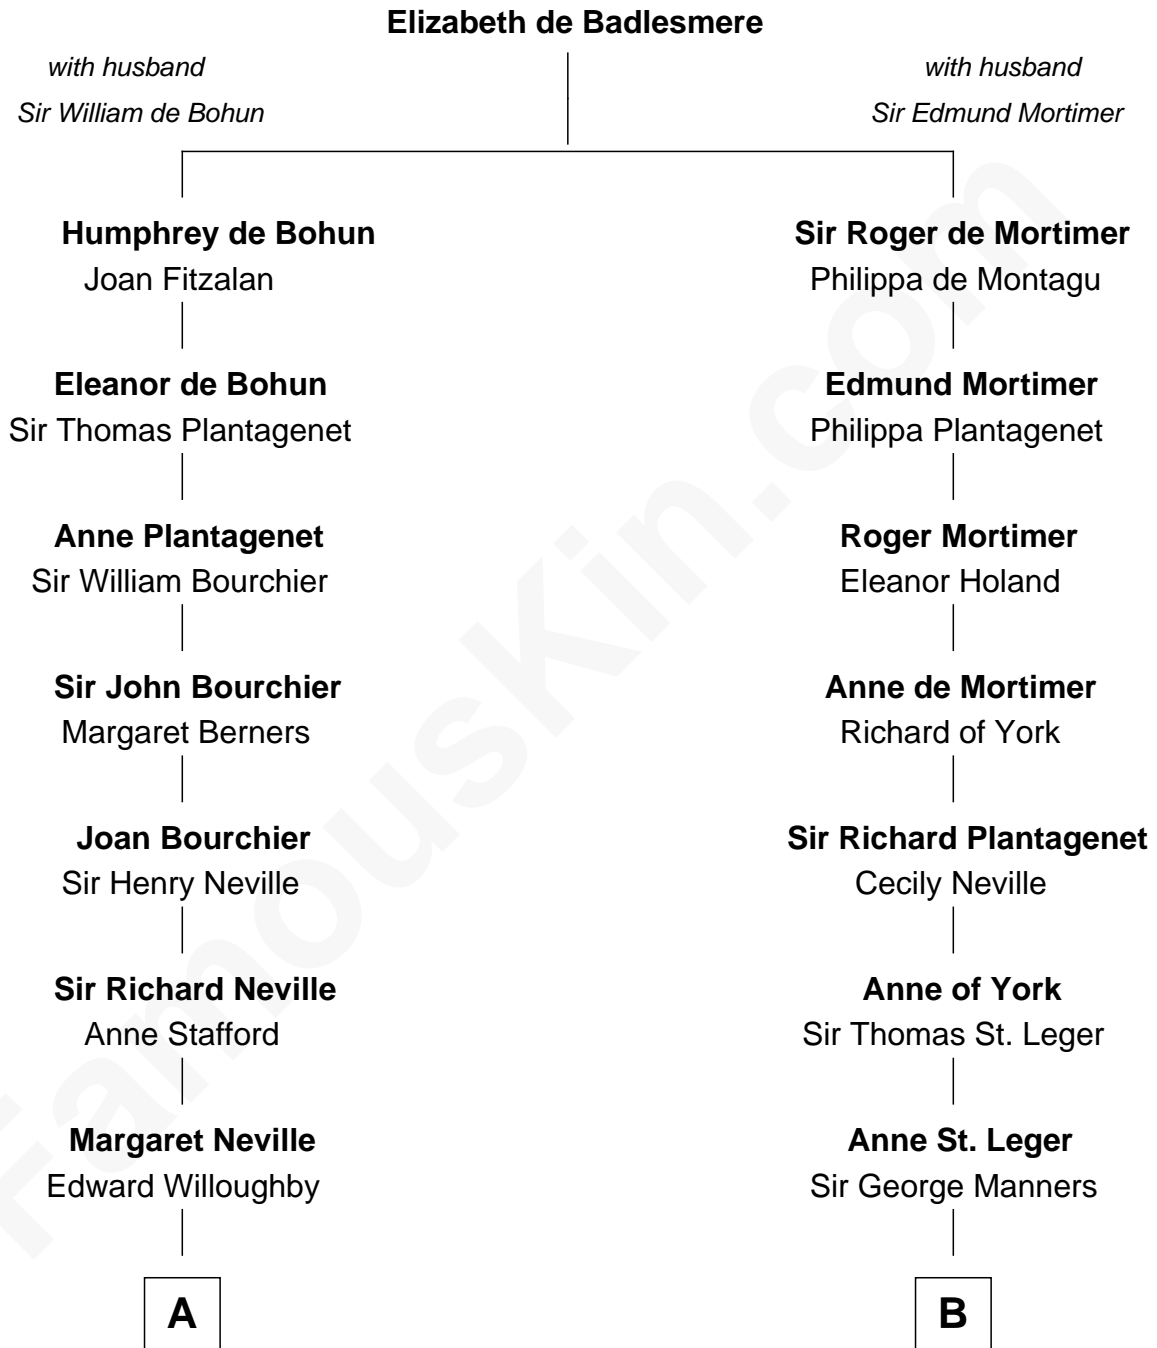 Elizabeth de Badlesmere
with husband
Sir William de Bohun
with husband
Sir Edmund Mortimer
Humphrey de Bohun
Joan Fitzalan
Sir Roger de Mortimer
Philippa de Montagu
Eleanor de Bohun
Sir Thomas Plantagenet
Edmund Mortimer
Philippa Plantagenet
Anne Plantagenet
Sir William Bourchier
Roger Mortimer
Eleanor Holand
Sir John Bourchier
Margaret Berners
Anne de Mortimer
Richard of York
Joan Bourchier
Sir Henry Neville
Sir Richard Plantagenet
Cecily Neville
Sir Richard Neville
Anne Stafford
Anne of York
Sir Thomas St. Leger
Margaret Neville
Edward Willoughby
Anne St. Leger
Sir George Manners
A
B
FamousKin.com